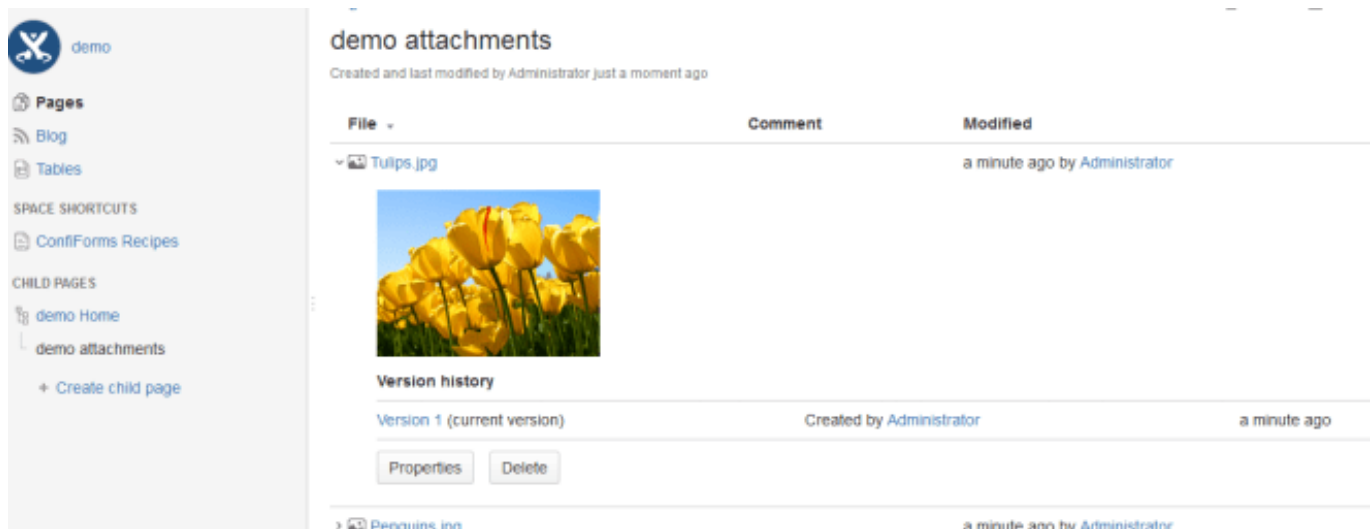 demo
Pages
Blog
Tables
SPACE SHORTCUTS
ConfiForms Recipes
CHILD PAGES
demo Home
demo attachments
+ Create child page
demo attachments
Created and last modified by Administrator just a moment ago
File Comment Modified
Tulips.jpg a minute ago by Administrator
Version history
Version 1 (current version) Created by Administrator a minute ago
Properties Delete
Penguins.jpg a minute ago by Administrator